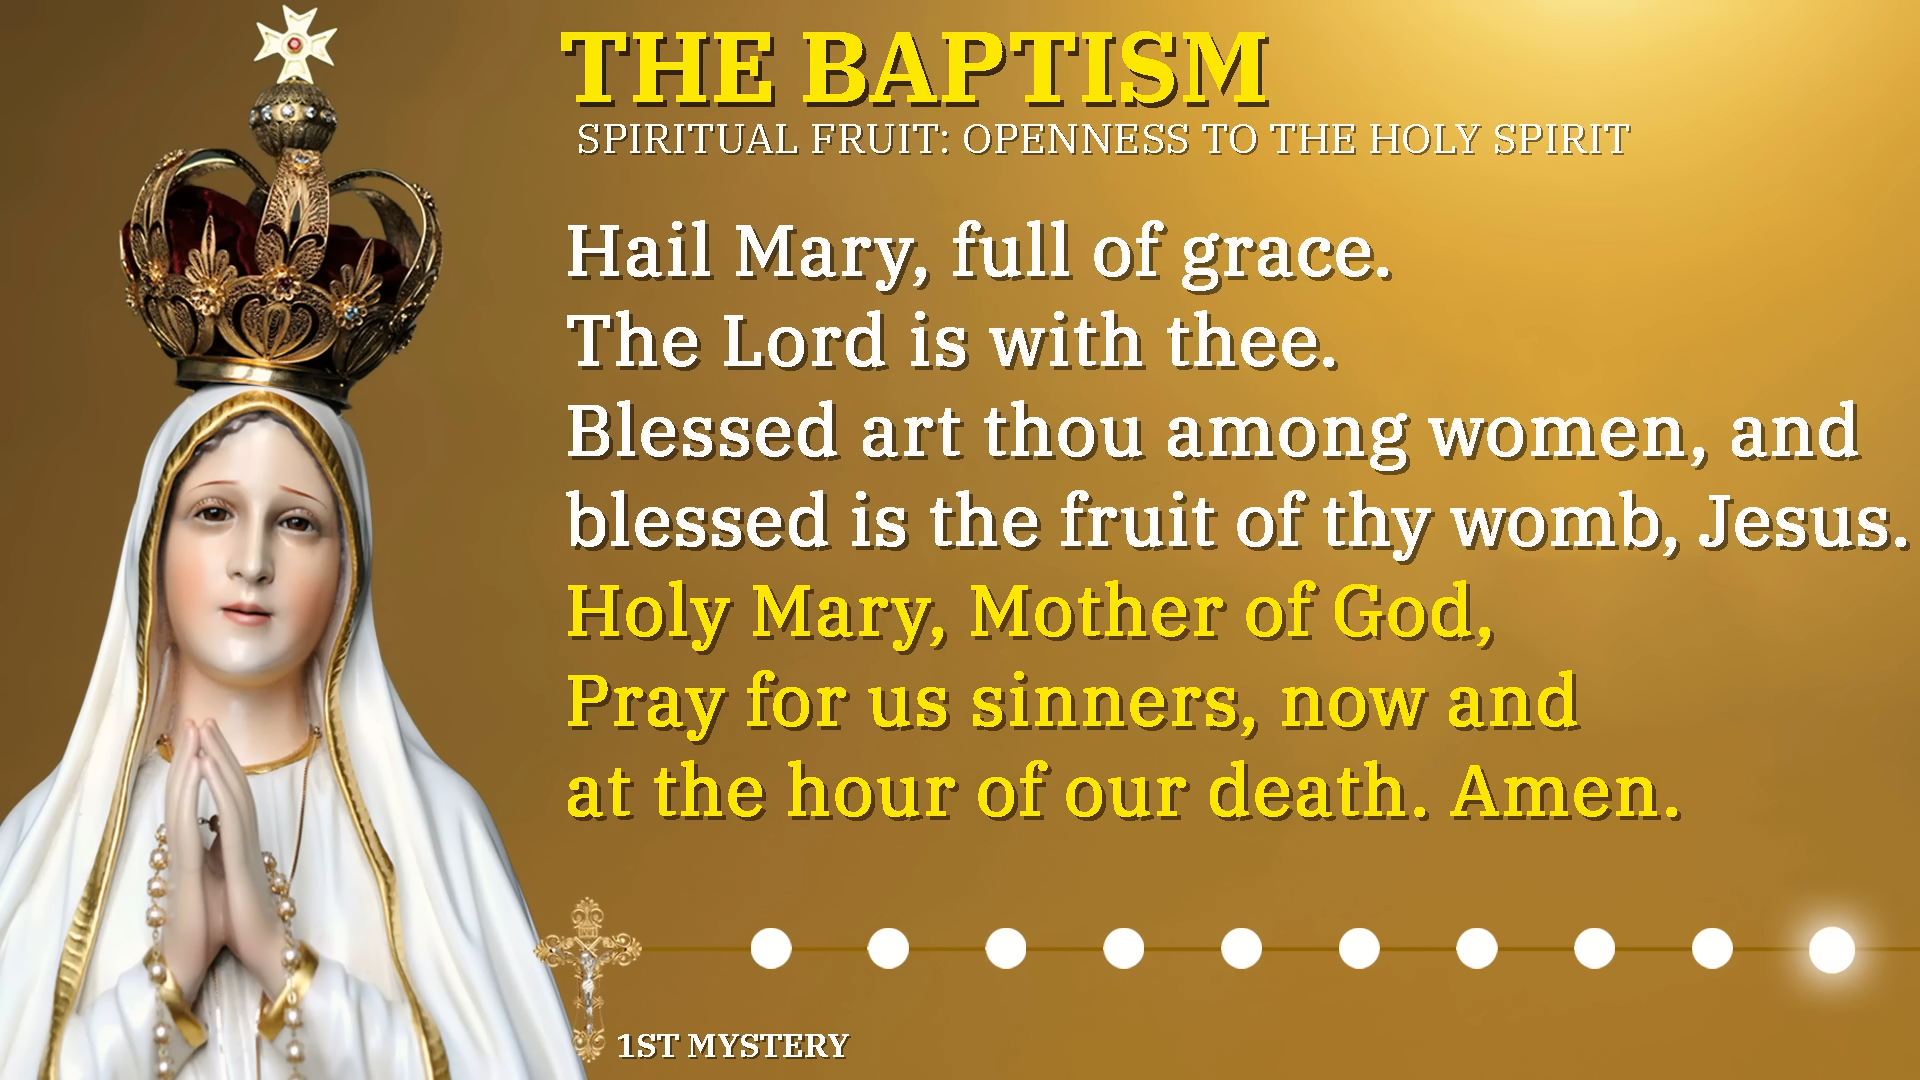 THE BAPTISM
SPIRITUAL FRUIT: OPENNESS TO THE HOLY SPIRIT
Hail Mary, full of grace.
The Lord is with thee.
Blessed art thou among women, and
blessed is the fruit of thy womb, Jesus.
Holy Mary, Mother of God,
Pray for us sinners, now and
at the hour of our death. Amen.
1ST MYSTERY